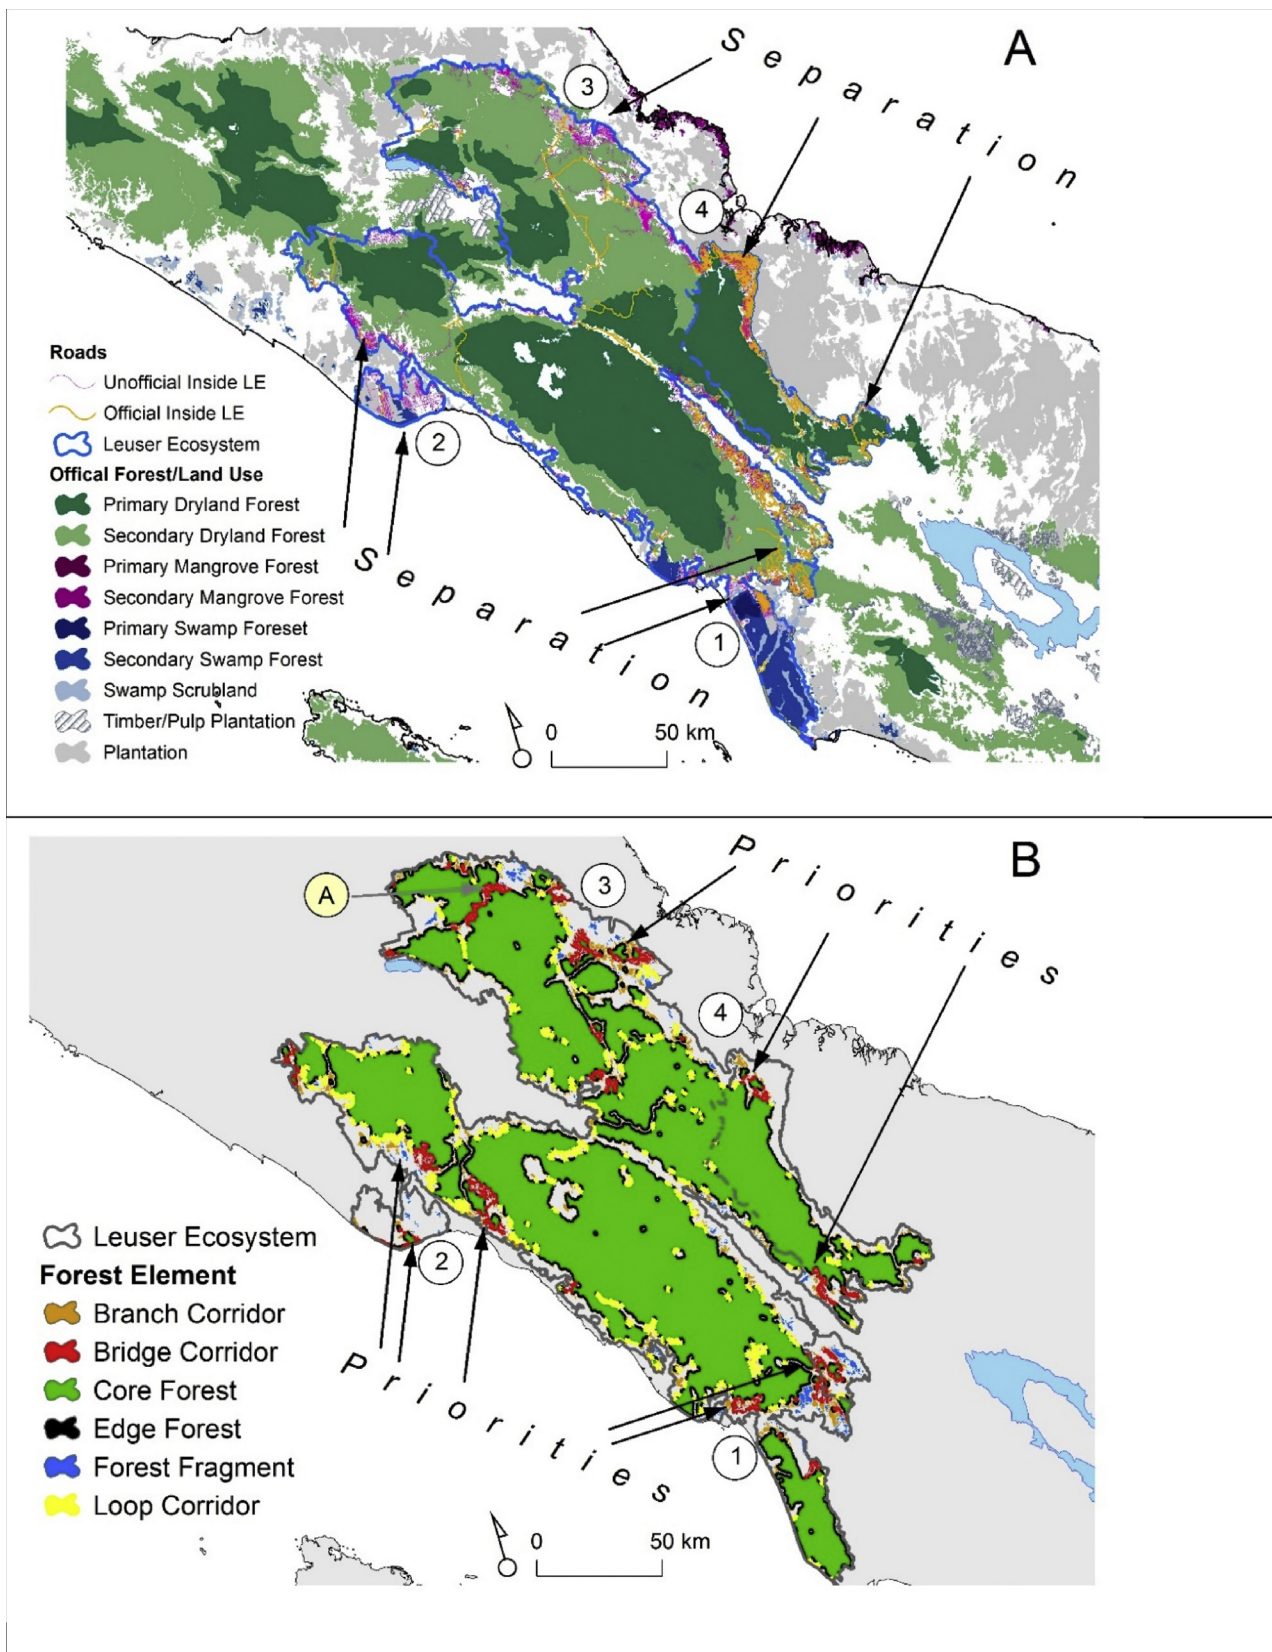 A
Separation
3
4
Roads
Unofficial Inside LE
Official Inside LE
Leuser Ecosystem
Offical Forest/Land Use
Primary Dryland Forest
Secondary Dryland Forest
Primary Mangrove Forest
Secondary Mangrove Forest
Primary Swamp Foreset
Secondary Swamp Forest
Swamp Scrubland
Timber/Pulp Plantation
Plantation
2
Separation
1
0 50 km
B
Priorities
A
3
4
Leuser Ecosystem
Forest Element
Branch Corridor
Bridge Corridor
Core Forest
Edge Forest
Forest Fragment
Loop Corridor
2
Priorities
1
0 50 km